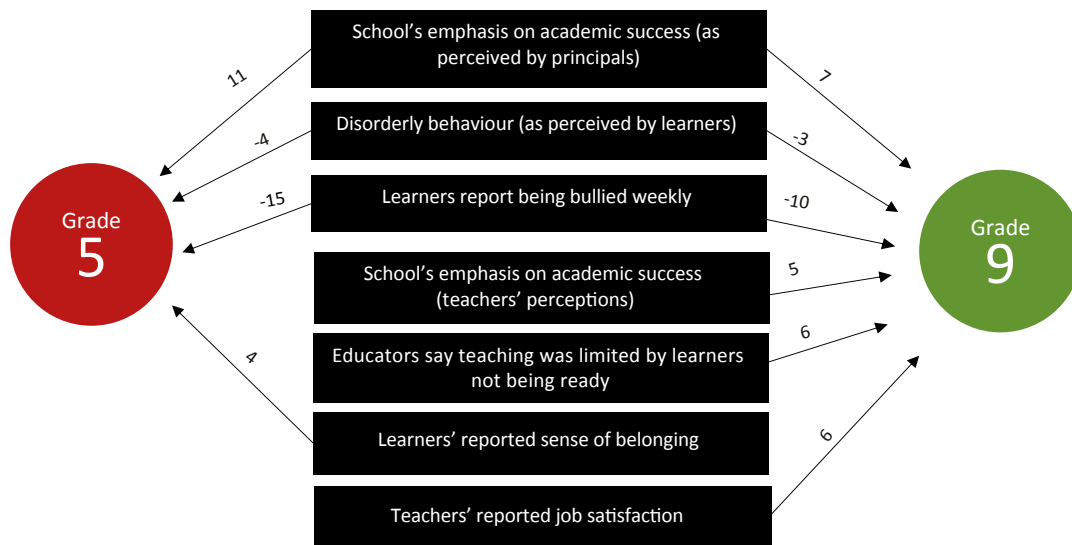 School’s emphasis on academic success (as
perceived by principals)
11
7
Disorderly behaviour (as perceived by learners)
-4
-3
Learners report being bullied weekly
-15
-10
Grade
5
Grade
9
School’s emphasis on academic success
(teachers’ perceptions)
5
Educators say teaching was limited by learners
not being ready
6
4
Learners’ reported sense of belonging
6
Teachers’ reported job satisfaction